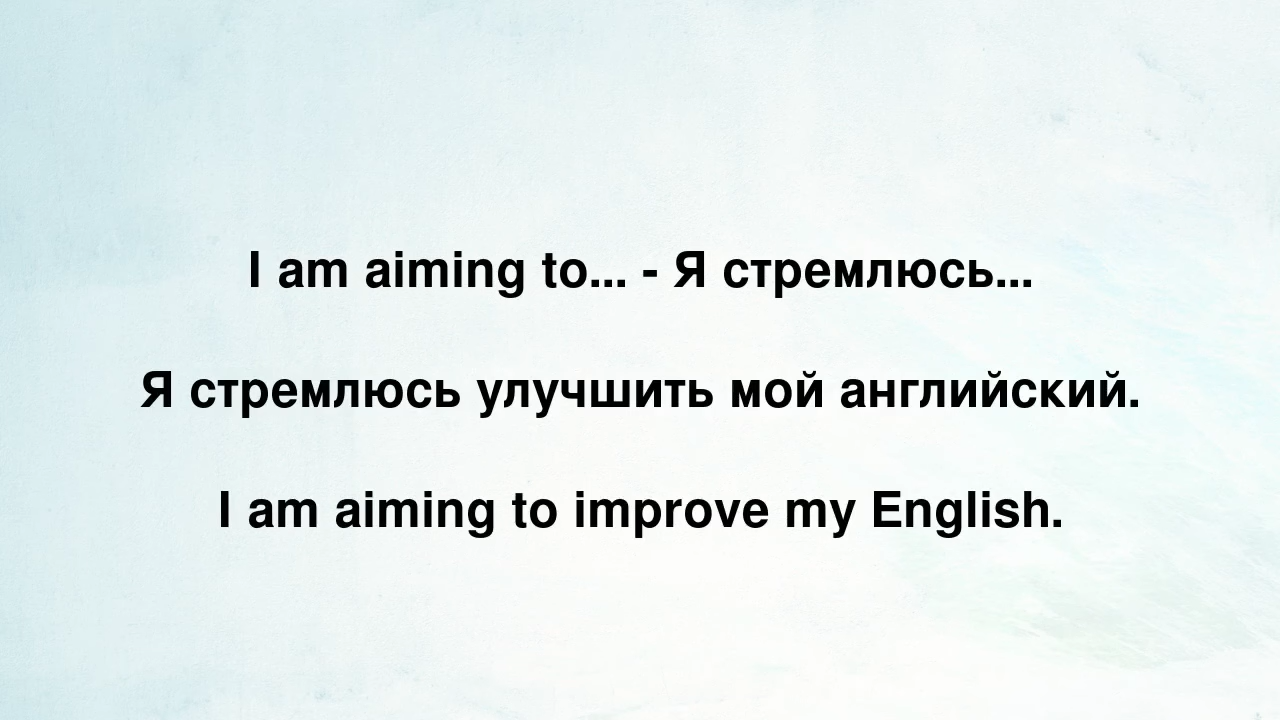 I am aiming to... - Я стремлюсь...
Я стремлюсь улучшить мой английский.
I am aiming to improve my English.